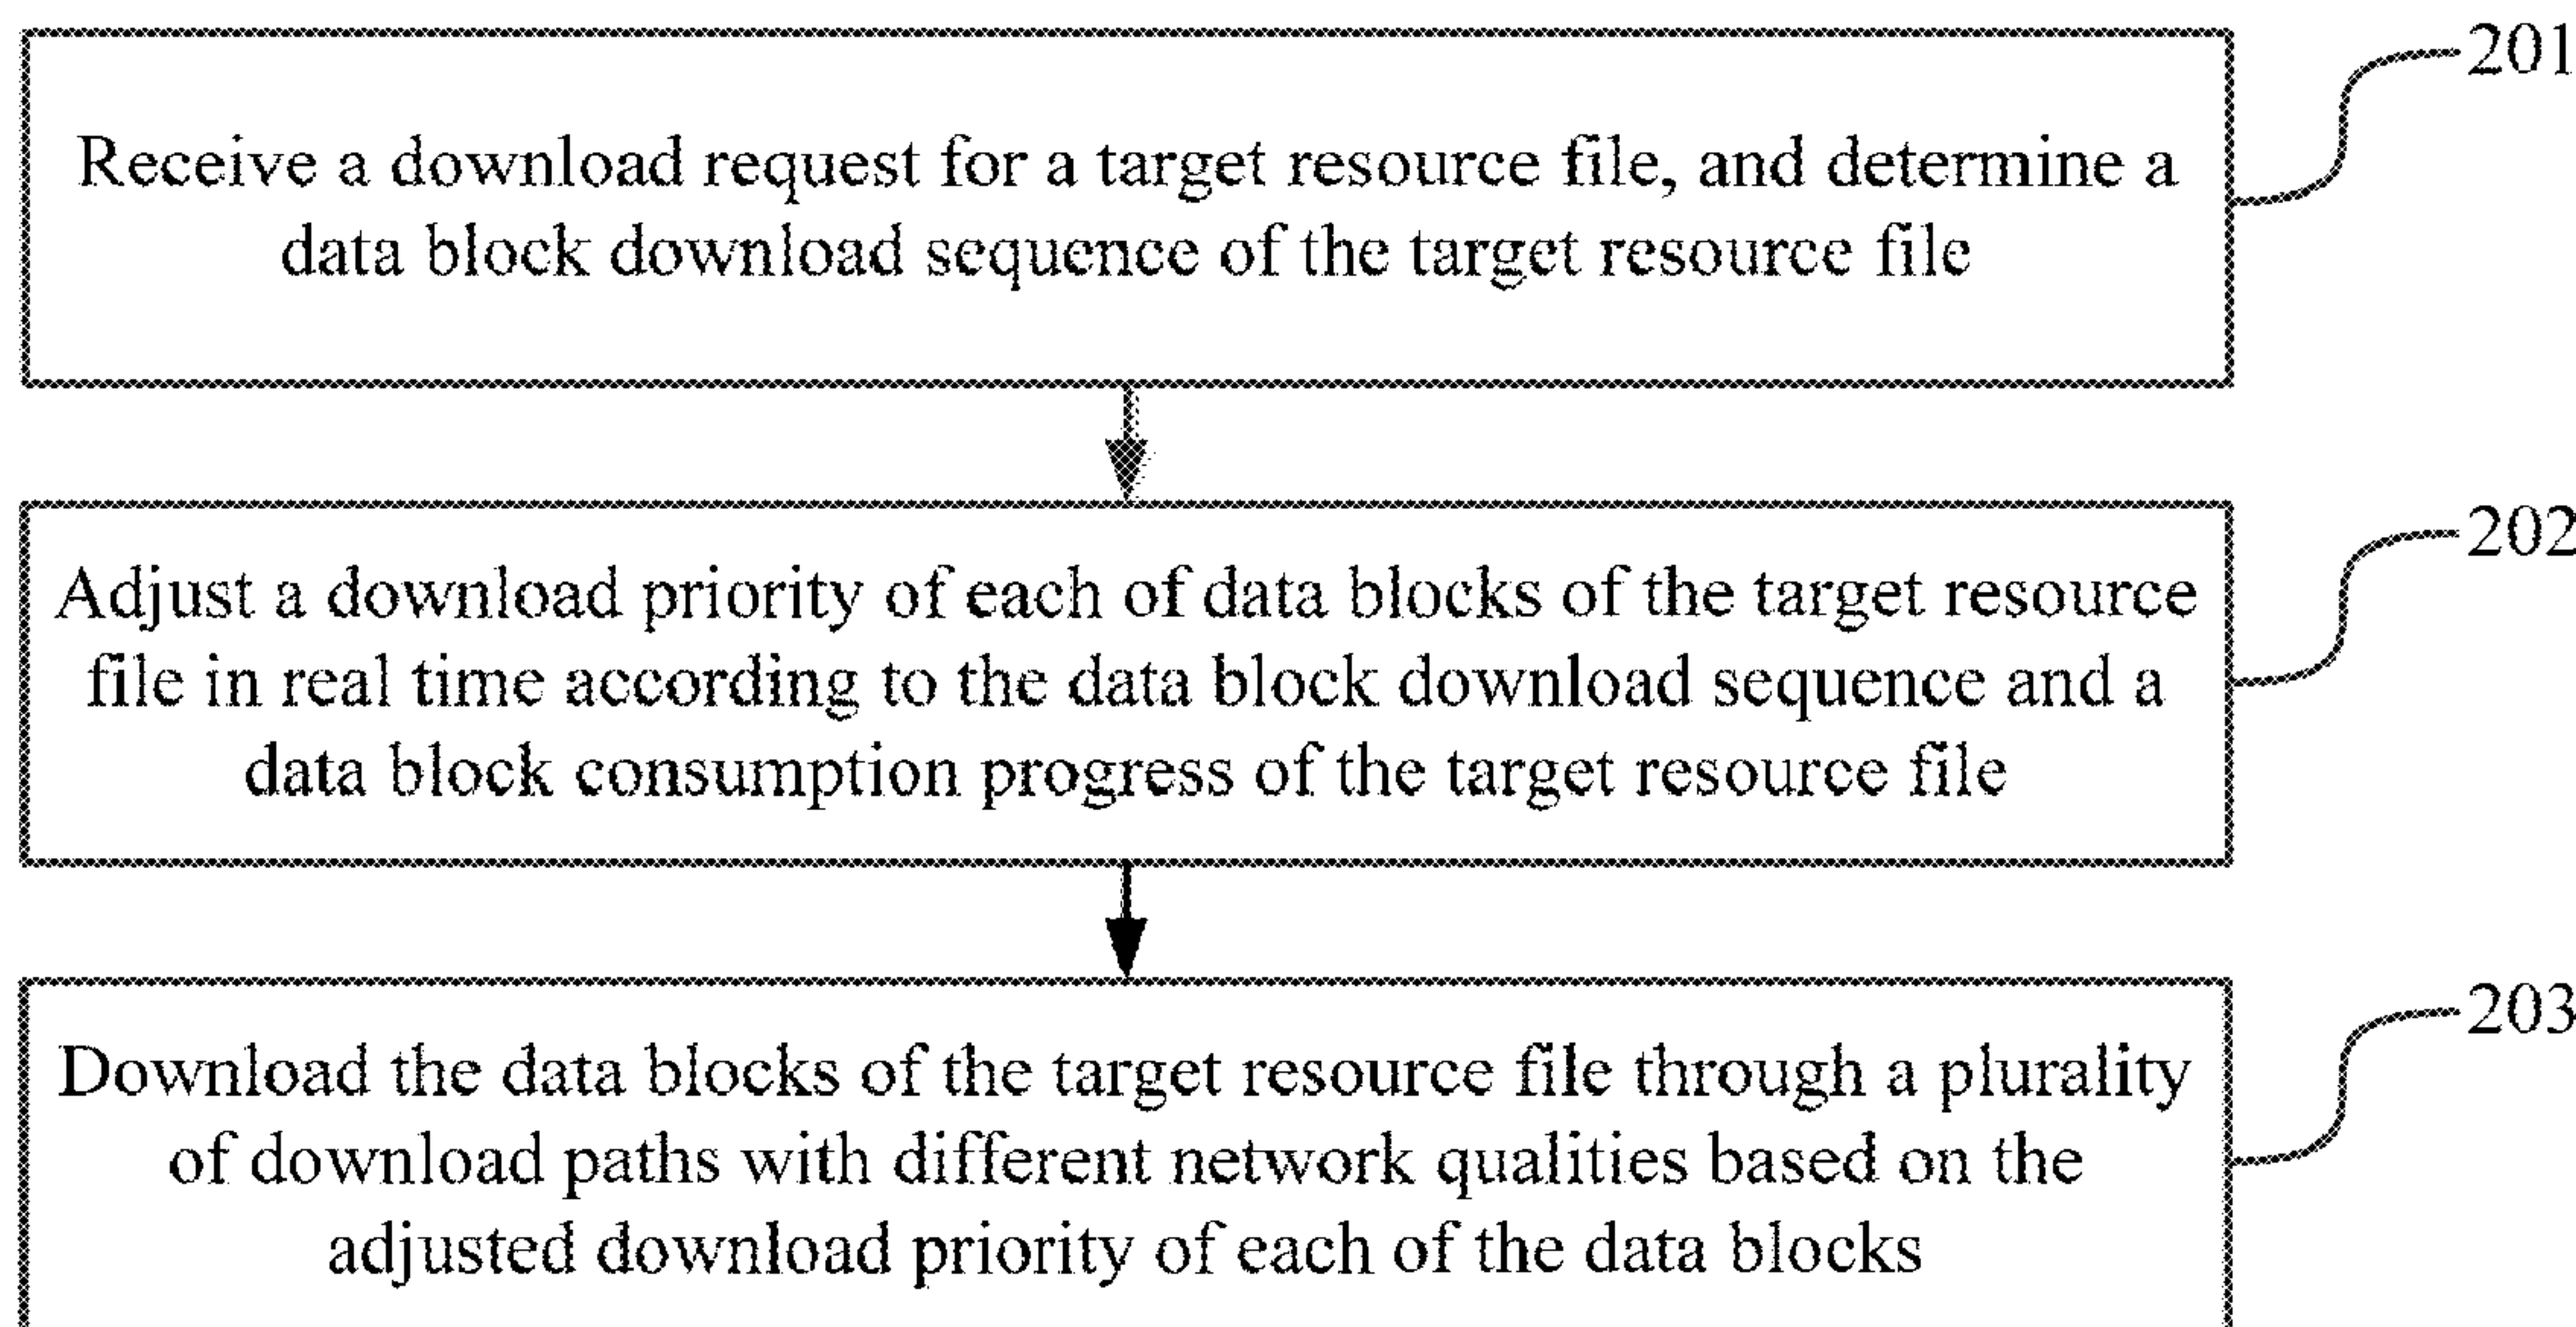 201
Receive a download request for a target resource file, and determine a
data block download sequence of the target resource file
202
Adjust a download priority of each of data blocks of the target resource
file in real time according to the data block download sequence and a
data block consumption progress of the target resource file
203
Download the data blocks of the target resource file through a plurality
of download paths with different network qualities based on the
adjusted download priority of each of the data blocks